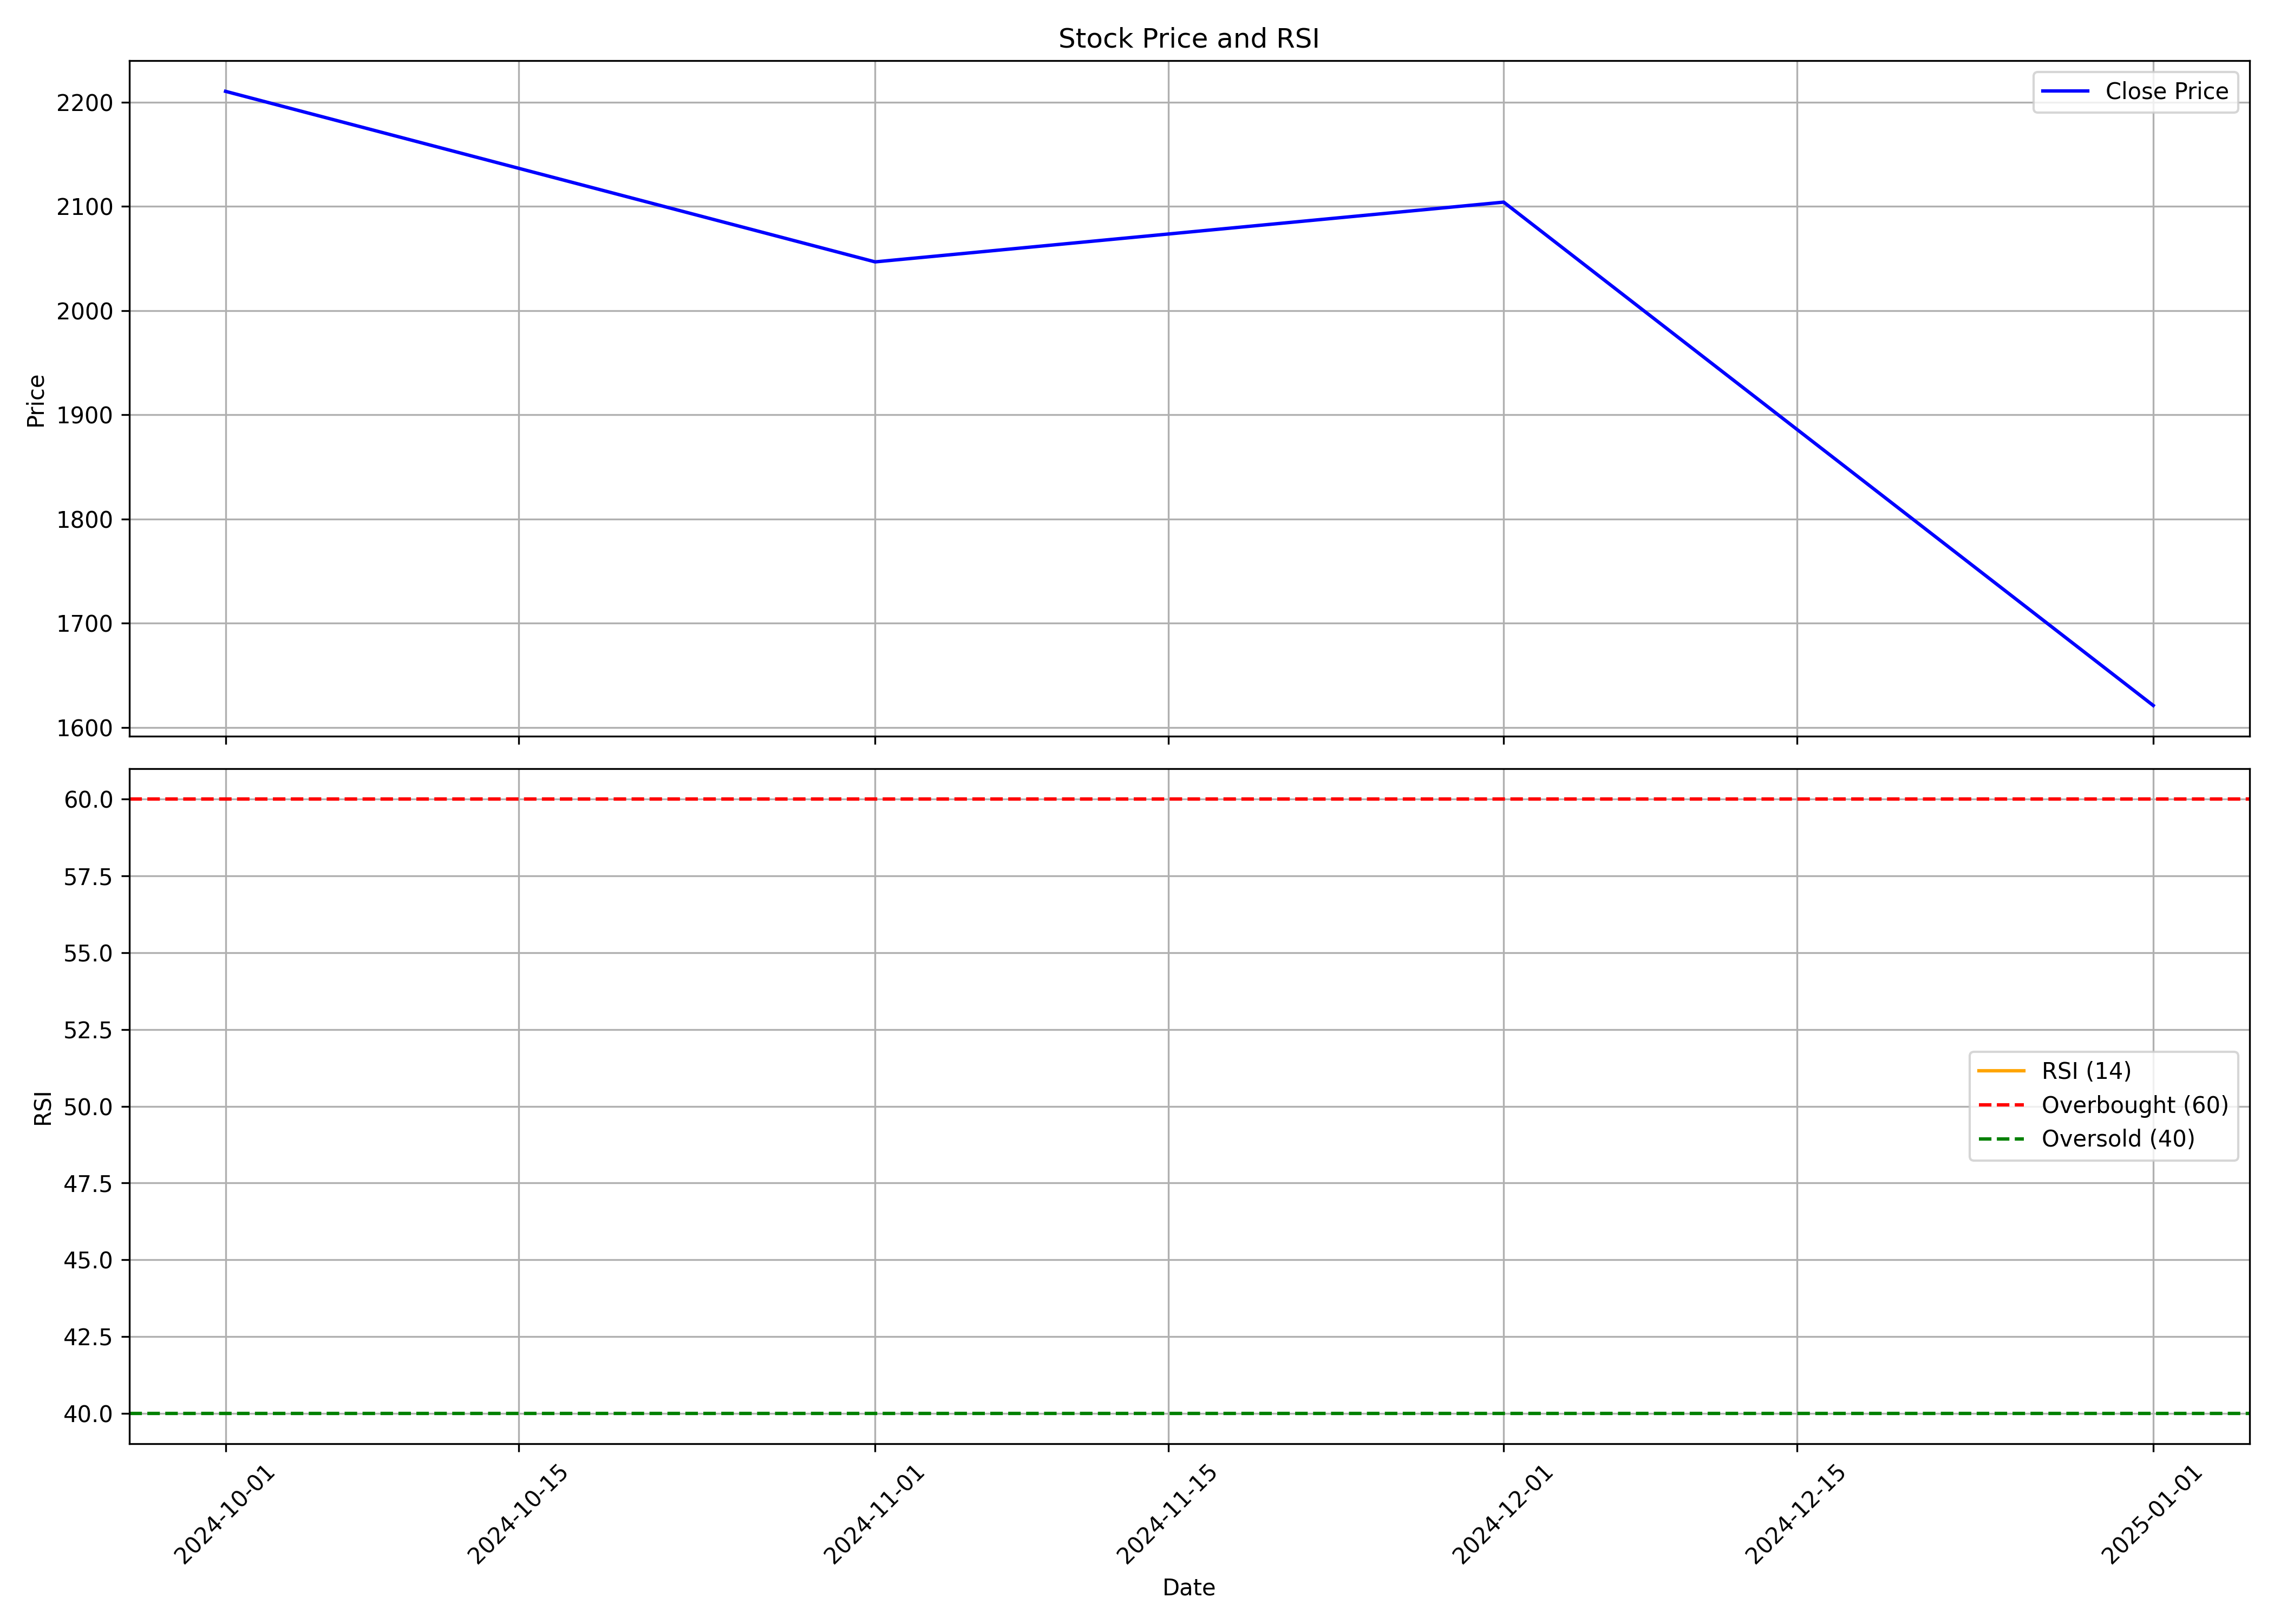 Stock Price and RSI
Close Price
Price
2200
2100
2000
1900
1800
1700
1600
RSI
60.0
57.5
55.0
52.5
50.0
47.5
45.0
42.5
40.0
RSI (14)
Overbought (60)
Oversold (40)
2024-10-01
2024-10-15
2024-11-01
2024-11-15
2024-12-01
2024-12-15
2025-01-01
Date